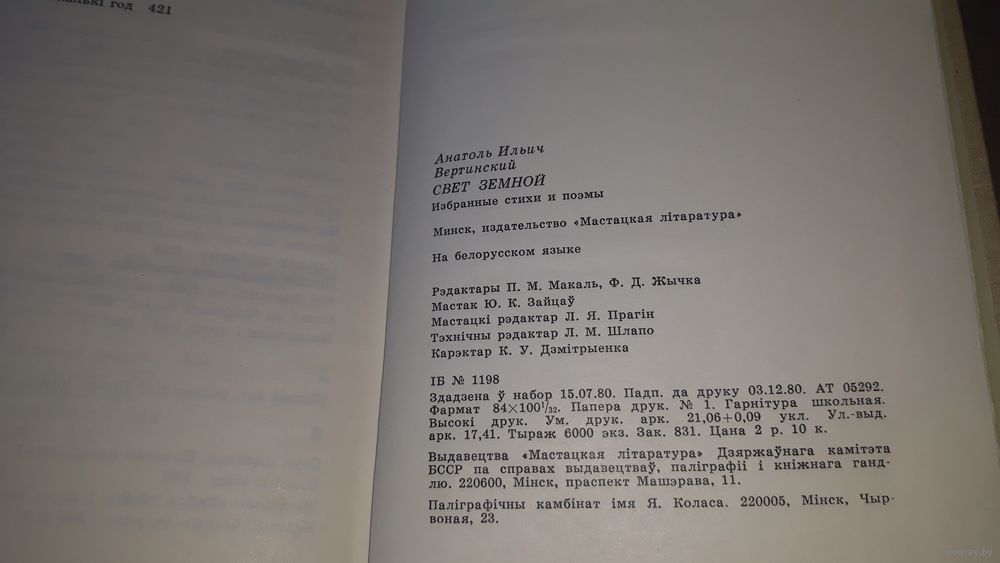 год 421
Анатоль Ильич
Вертинский
СВЕТ ЗЕМНОЙ
Избранные стихи и поэмы
Минск, издательство «Мастацкая літаратура»
На белорусском языке
Рэдактары П. М. Макаль, Ф. Д. Жычка
Мастак Ю. К. Зайцаў
Мастацкі рэдактар Л. Я. Прагін
Тэхнічны рэдактар Л. М. Шлапо
Карэктар К. У. Дзмітрыенка
ІБ № 1198
Здадзена ў набор 15.07.80. Падп. да друку 03.12.80. АТ 05292.
Фармат 84×100¹/₃₂. Папера друк. № 1. Гарнітура школьная.
Высокі друк. Ум. друк. арк. 21,06+0,09 укл. Ул.-выд.
арк. 17,41. Тыраж 6000 экз. Зак. 831. Цана 2 р. 10 к.
Выдавецтва «Мастацкая літаратура» Дзяржаўнага камітэта
БССР па справах выдавецтваў, паліграфіі і кніжнага ганд-
лю. 220600, Мінск, праспект Машэрава, 11.
Паліграфічны камбінат імя Я. Коласа. 220005, Мінск, Чыр-
воная, 23.